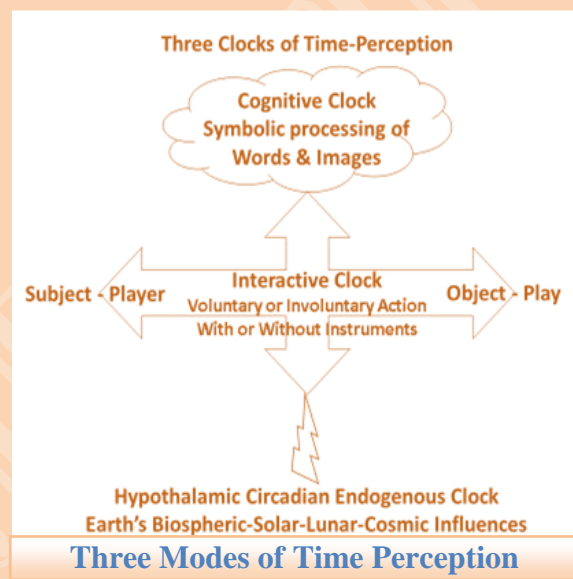 Three Clocks of Time-Perception
Cognitive Clock
Symbolic processing of
Words & Images
Interactive Clock
Subject - Player
Object - Play
Voluntary or Involuntary Action
With or Without Instruments
Hypothalamic Circadian Endogenous Clock
Earth's Biospheric-Solar-Lunar-Cosmic Influences
Three Modes of Time Perception